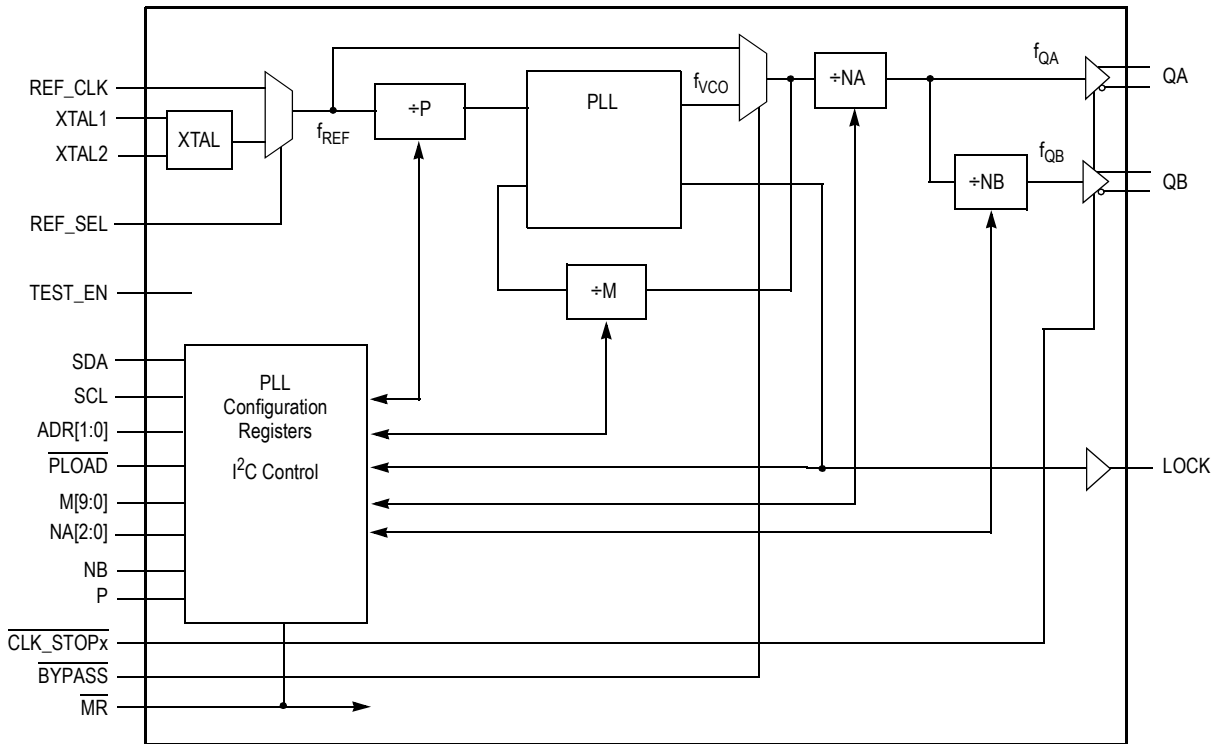 REF_CLK
XTAL1
XTAL2
XTAL
REF_SEL
TEST_EN
f_REF
÷P
PLL
f_VCO
÷M
÷NA
f_QA
QA
÷NB
f_QB
QB
SDA
SCL
ADR[1:0]
PLOAD
M[9:0]
NA[2:0]
NB
P
PLL
Configuration
Registers
I²C Control
LOCK
CLK_STOPx
BYPASS
MR